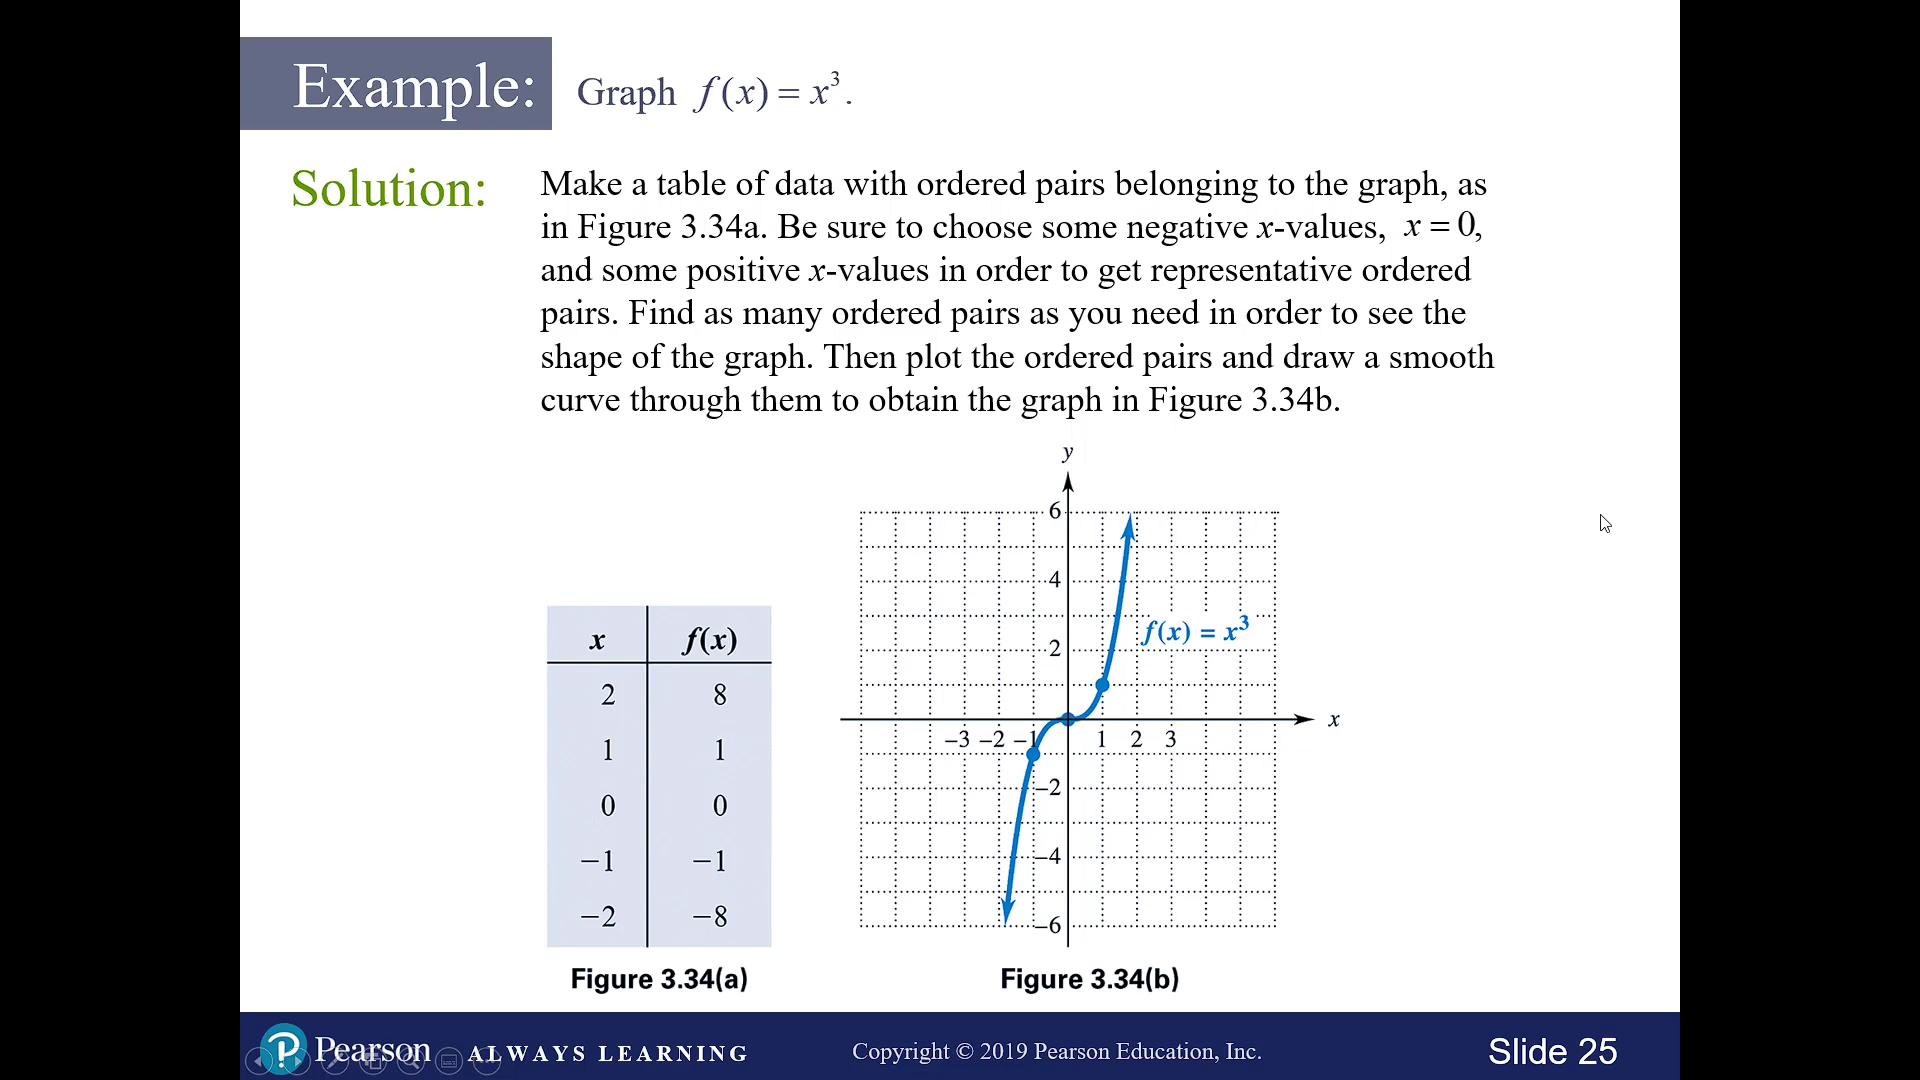 Example: Graph f(x) = x³.
Solution: Make a table of data with ordered pairs belonging to the graph, as
in Figure 3.34a. Be sure to choose some negative x-values, x = 0,
and some positive x-values in order to get representative ordered
pairs. Find as many ordered pairs as you need in order to see the
shape of the graph. Then plot the ordered pairs and draw a smooth
curve through them to obtain the graph in Figure 3.34b.
x f(x)
2 8
1 1
0 0
−1 −1
−2 −8
Figure 3.34(a)
y
6
4
f(x) = x³
2
x
−3 −2 −1 1 2 3
−2
−4
−6
Figure 3.34(b)
Pearson ALWAYS LEARNING Copyright © 2019 Pearson Education, Inc. Slide 25